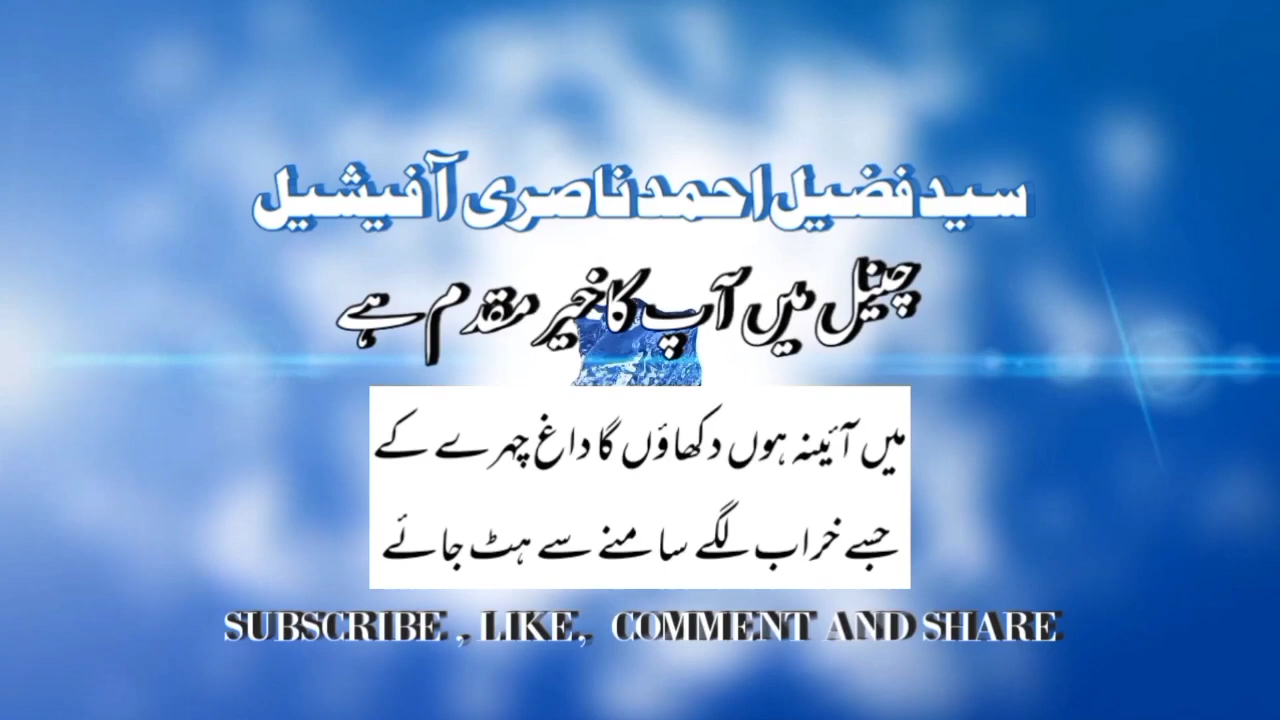 سید فضیل احمد ناصری آفیشیل
چینل میں آپ کا خیر مقدم ہے
میں آئینہ ہوں دکھاؤں گا داغ چہرے کے
جسے خراب لگے سامنے سے ہٹ جائے
SUBSCRIBE , LIKE, COMMENT AND SHARE